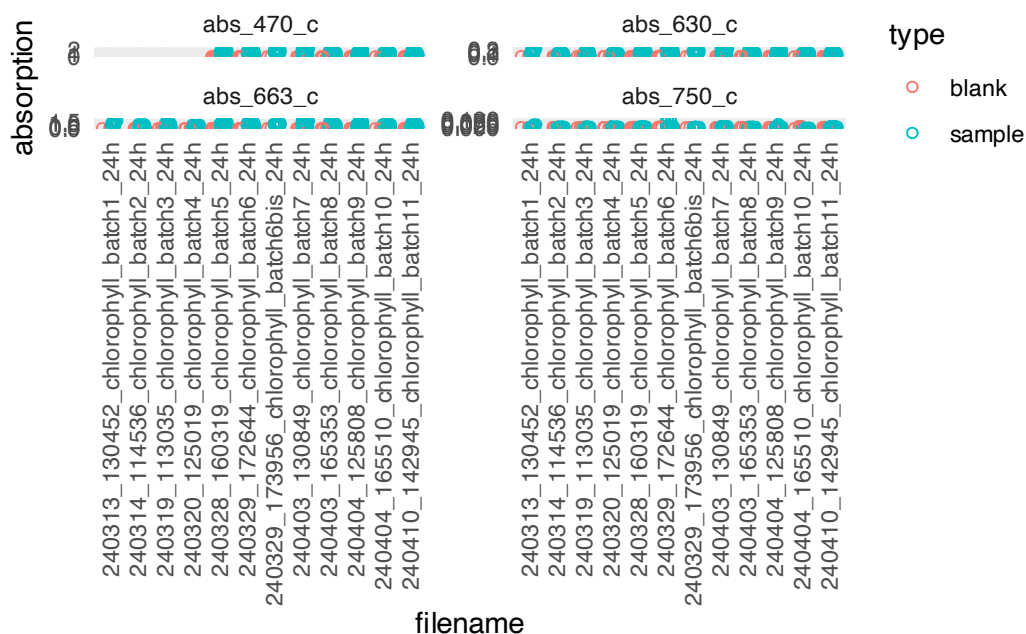 abs_470_c
abs_630_c
absorption
abs_663_c
abs_750_c
type
blank
sample
240313_130452_chlorophyll_batch1_24h
240314_114536_chlorophyll_batch2_24h
240319_113035_chlorophyll_batch3_24h
240320_125019_chlorophyll_batch4_24h
240328_160319_chlorophyll_batch5_24h
240329_172644_chlorophyll_batch6_24h
240329_173956_chlorophyll_batch6bis_24h
240403_130849_chlorophyll_batch7_24h
240403_165353_chlorophyll_batch8_24h
240404_125808_chlorophyll_batch9_24h
240404_165510_chlorophyll_batch10_24h
240410_142945_chlorophyll_batch11_24h
240313_130452_chlorophyll_batch1_24h
240314_114536_chlorophyll_batch2_24h
240319_113035_chlorophyll_batch3_24h
240320_125019_chlorophyll_batch4_24h
240328_160319_chlorophyll_batch5_24h
240329_172644_chlorophyll_batch6_24h
240329_173956_chlorophyll_batch6bis_24h
240403_130849_chlorophyll_batch7_24h
240403_165353_chlorophyll_batch8_24h
240404_125808_chlorophyll_batch9_24h
240404_165510_chlorophyll_batch10_24h
240410_142945_chlorophyll_batch11_24h
filename